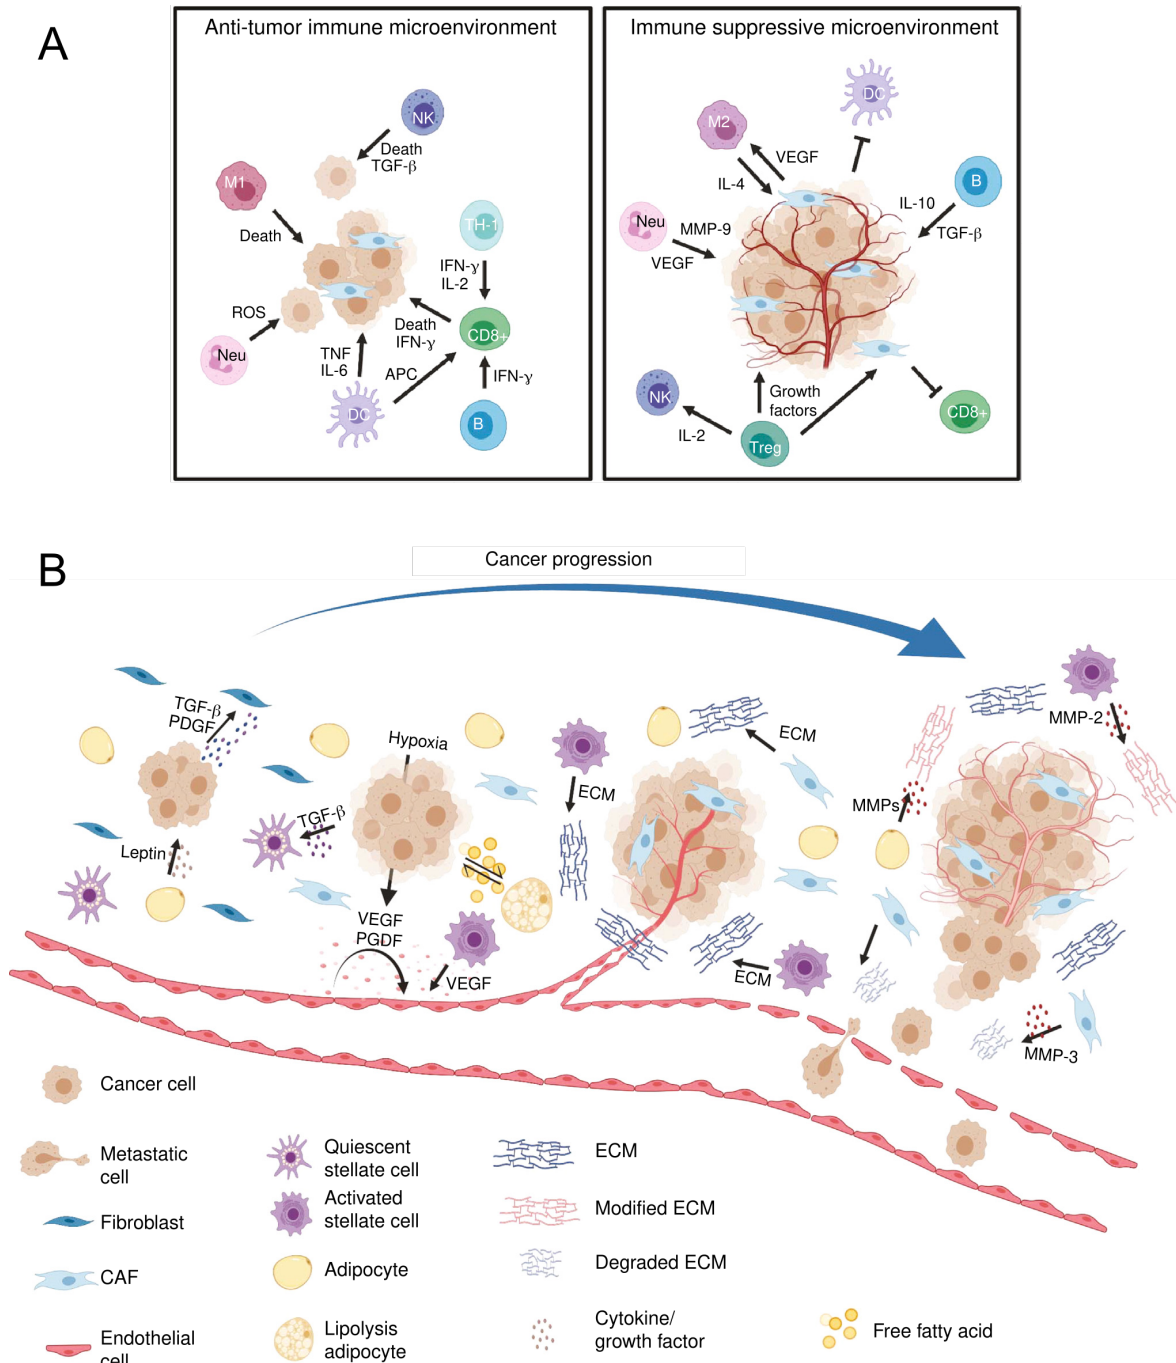 A
Anti-tumor immune microenvironment
NK
Death
TGF-β
M1
Death
TH-1
IFN-γ
IL-2
ROS
Neu
Death
IFN-γ
CD8+
TNF
IL-6
APC
IFN-γ
DC
B
Immune suppressive microenvironment
DC
M2
VEGF
IL-4
B
IL-10
TGF-β
Neu
MMP-9
VEGF
NK
IL-2
Growth
factors
Treg
CD8+
B
Cancer progression
TGF-β
PDGF
Leptin
TGF-β
Hypoxia
VEGF
PGDF
VEGF
ECM
ECM
ECM
MMPs
MMP-2
MMP-3
Cancer cell
Metastatic
cell
Fibroblast
CAF
Endothelial
cell
Quiescent
stellate cell
Activated
stellate cell
Adipocyte
Lipolysis
adipocyte
ECM
Modified ECM
Degraded ECM
Cytokine/
growth factor
Free fatty acid